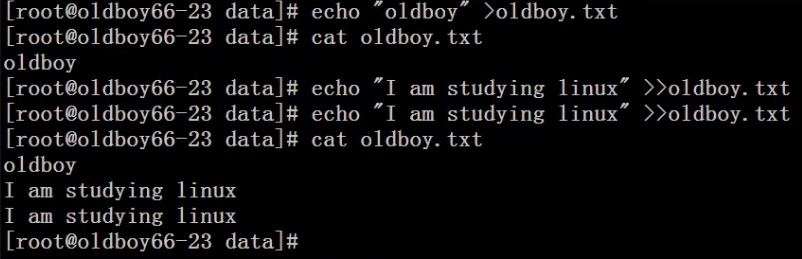 [root@oldboy66-23 data]# echo "oldboy" >oldboy.txt
[root@oldboy66-23 data]# cat oldboy.txt
oldboy
[root@oldboy66-23 data]# echo "I am studying linux" >>oldboy.txt
[root@oldboy66-23 data]# echo "I am studying linux" >>oldboy.txt
[root@oldboy66-23 data]# cat oldboy.txt
oldboy
I am studying linux
I am studying linux
[root@oldboy66-23 data]#